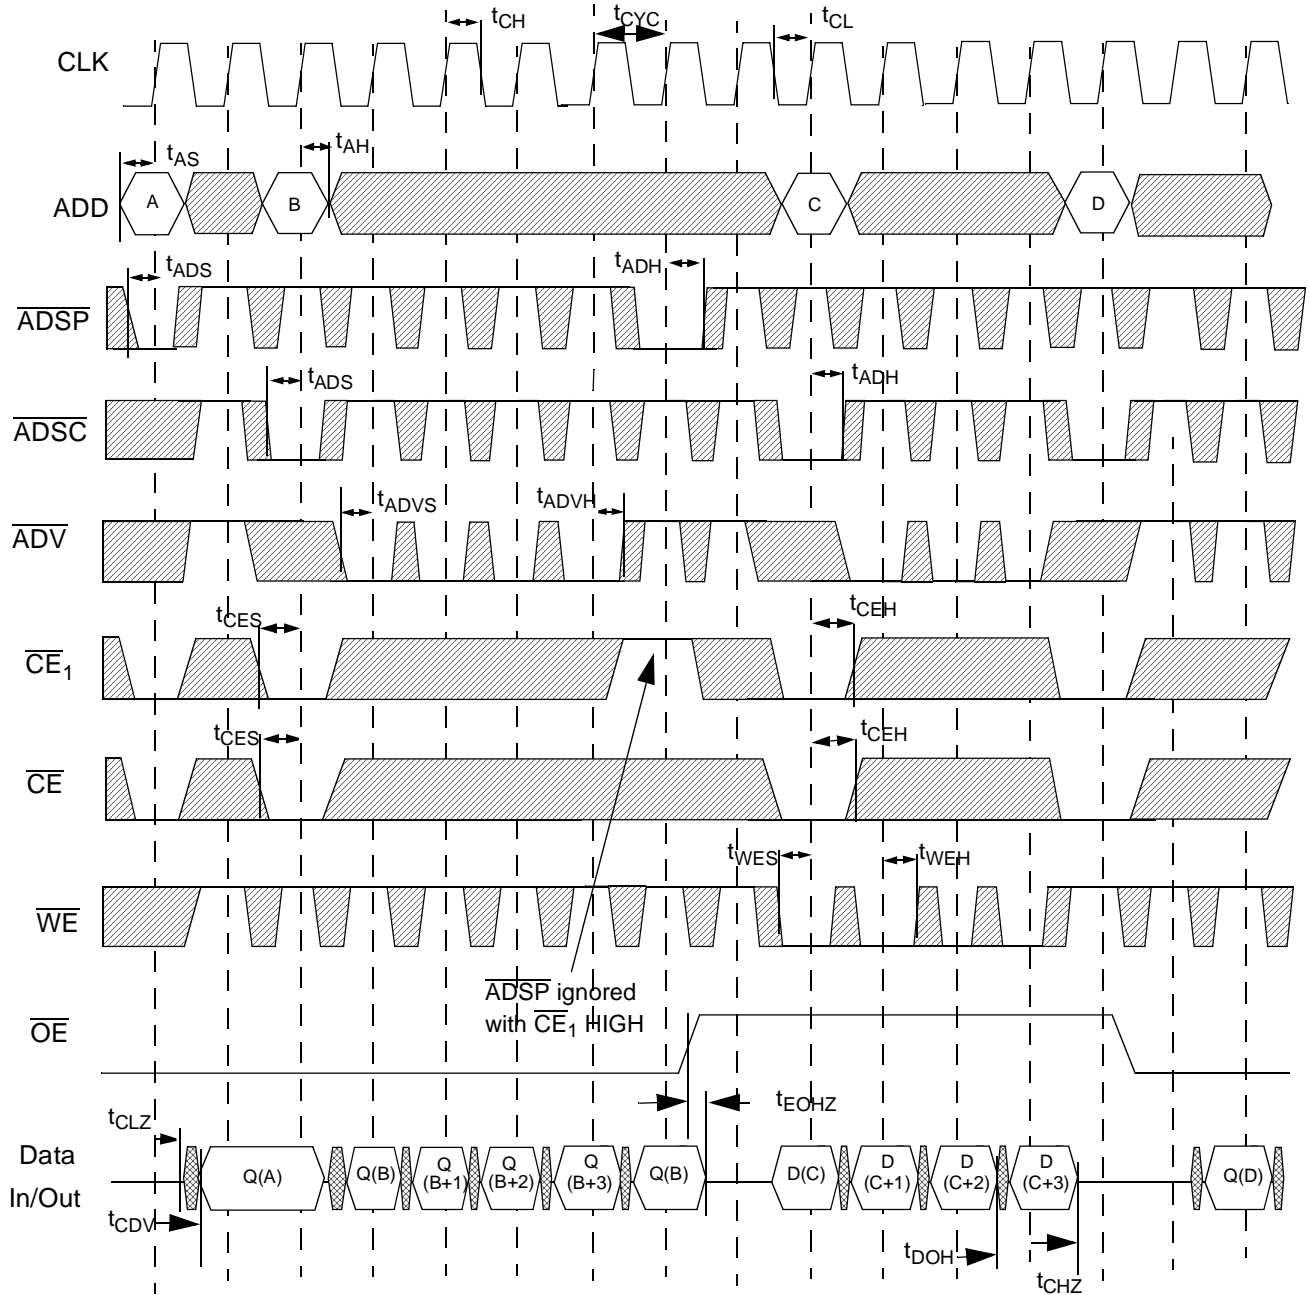 tCH
tCYC
tCL
CLK
tAS
tAH
ADD
A
B
C
D
tADS
tADH
ADSP
tADS
tADH
ADSC
tADVS
tADVH
ADV
tCES
tCEH
CE1
tCES
tCEH
CE
tWES
tWEH
WE
ADSP ignored
with CE1 HIGH
OE
tCLZ
tEOHZ
Data
In/Out
Q(A)
Q(B)
Q
(B+1)
Q
(B+2)
Q
(B+3)
Q(B)
D(C)
D
(C+1)
D
(C+2)
D
(C+3)
Q(D)
tCDV
tDOH
tCHZ